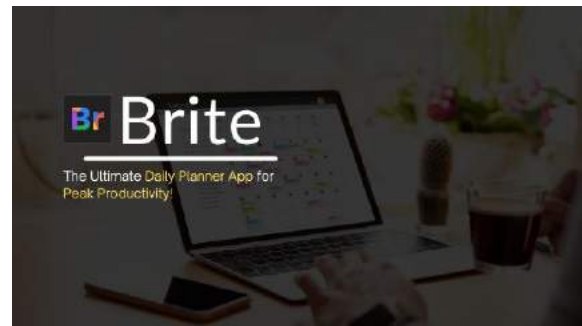 Br Brite
The Ultimate Daily Planner App for
Peak Productivity!